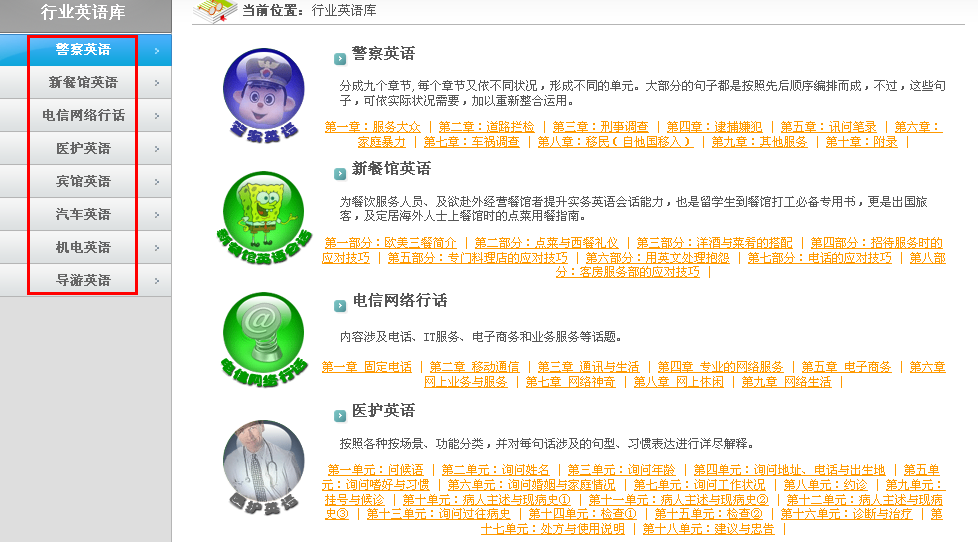 行业英语库
警察英语
新餐馆英语
电信网络行话
医护英语
宾馆英语
汽车英语
机电英语
导游英语
当前位置：行业英语库
警察英语
警察英语
分成九个章节,每个章节又依不同状况，形成不同的单元。大部分的句子都是按照先后顺序编排而成，不过，这些句
子，可依实际状况需要，加以重新整合运用。
第一章：服务大众 | 第二章：道路拦检 | 第三章：刑事调查 | 第四章：逮捕嫌犯 | 第五章：讯问笔录 | 第六章：
家庭暴力 | 第七章：车祸调查 | 第八章：移民（自他国移入） | 第九章：其他服务 | 第十章：附录 |
新餐馆英语会话
新餐馆英语
为餐饮服务人员、及欲赴外经营餐馆者提升实务英语会话能力，也是留学生到餐馆打工必备专用书，更是出国旅
客，及定居海外人士上餐馆时的点菜用餐指南。
第一部分：欧美三餐简介 | 第二部分：点菜与西餐礼仪 | 第三部分：洋酒与菜肴的搭配 | 第四部分：招待服务时的
应对技巧 | 第五部分：专门料理店的应对技巧 | 第六部分：用英文处理抱怨 | 第七部分：电话的应对技巧 | 第八部
分：客房服务部的应对技巧 |
电信网络行话
电信网络行话
内容涉及电话、IT服务、电子商务和业务服务等话题。
第一章 固定电话 | 第二章 移动通信 | 第三章 通讯与生活 | 第四章 专业的网络服务 | 第五章 电子商务 | 第六章
网上业务与服务 | 第七章 网络神奇 | 第八章 网上休闲 | 第九章 网络生活 |
医护英语
医护英语
按照各种按场景、功能分类，并对每句话涉及的句型、习惯表达进行详尽解释。
第一单元：问候语 | 第二单元：询问姓名 | 第三单元：询问年龄 | 第四单元：询问地址、电话与出生地 | 第五单
元：询问嗜好与习惯 | 第六单元：询问婚姻与家庭情况 | 第七单元：询问工作状况 | 第八单元：约诊 | 第九单元：
挂号与候诊 | 第十单元：病人主述与现病史① | 第十一单元：病人主述与现病史② | 第十二单元：病人主述与现病
史③ | 第十三单元：询问过往病史 | 第十四单元：检查① | 第十五单元：检查② | 第十六单元：诊断与治疗 | 第
十七单元：处方与使用说明 | 第十八单元：建议与忠告 |